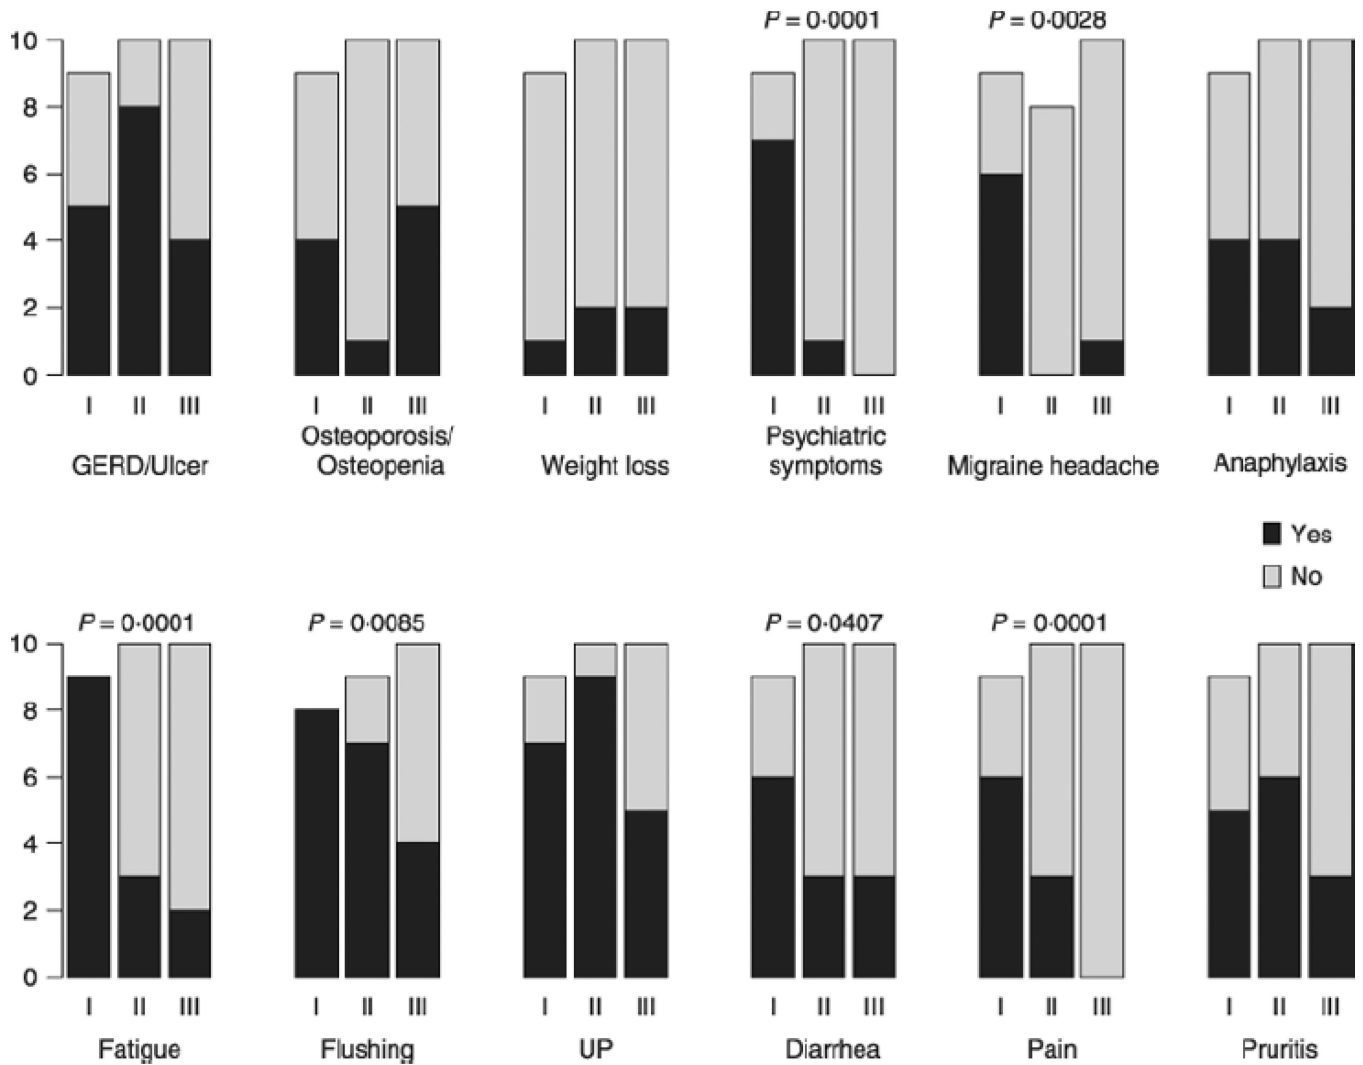 P = 0·0001 P = 0·0028
10
8
6
4
2
0
I II III I II III I II III I II III I II III I II III
GERD/Ulcer Osteoporosis/ Weight loss Psychiatric Migraine headache Anaphylaxis
Osteopenia symptoms
Yes
No
P = 0·0001 P = 0·0085 P = 0·0407 P = 0·0001
10
8
6
4
2
0
I II III I II III I II III I II III I II III I II III
Fatigue Flushing UP Diarrhea Pain Pruritis